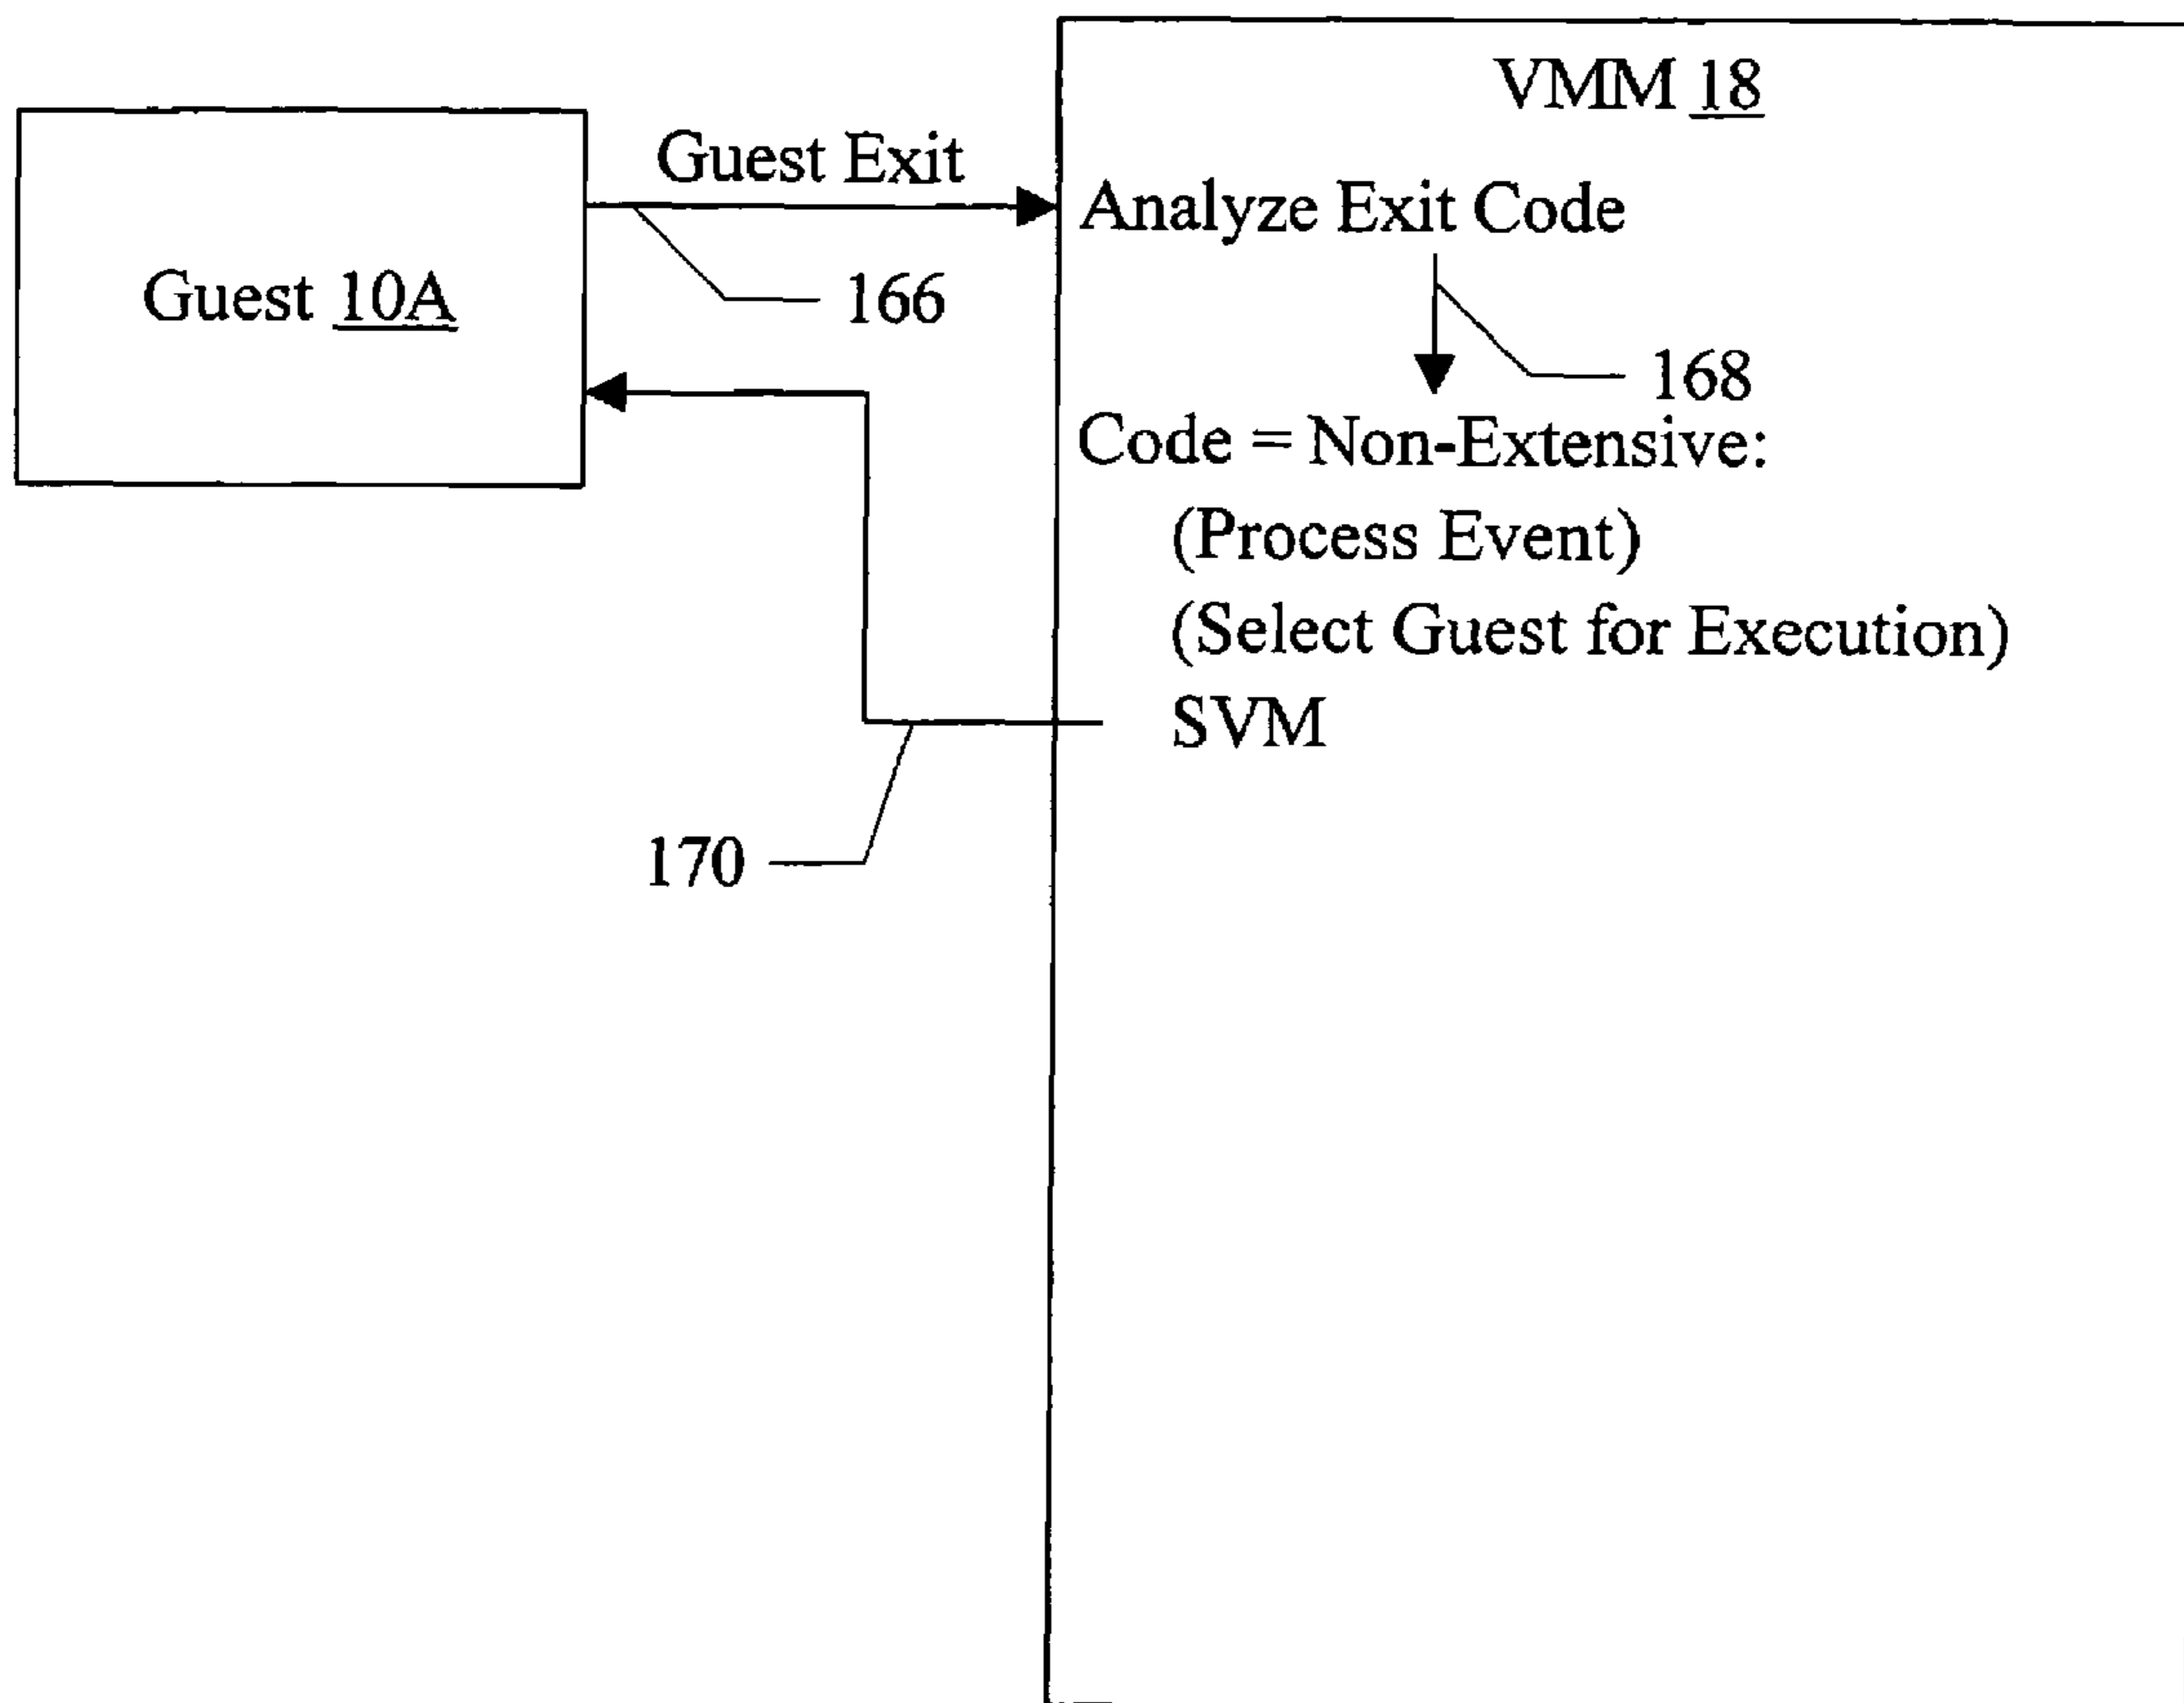 VMM 18
Guest Exit
Analyze Exit Code
Guest 10A
166
168
Code = Non-Extensive:
(Process Event)
(Select Guest for Execution)
SVM
170